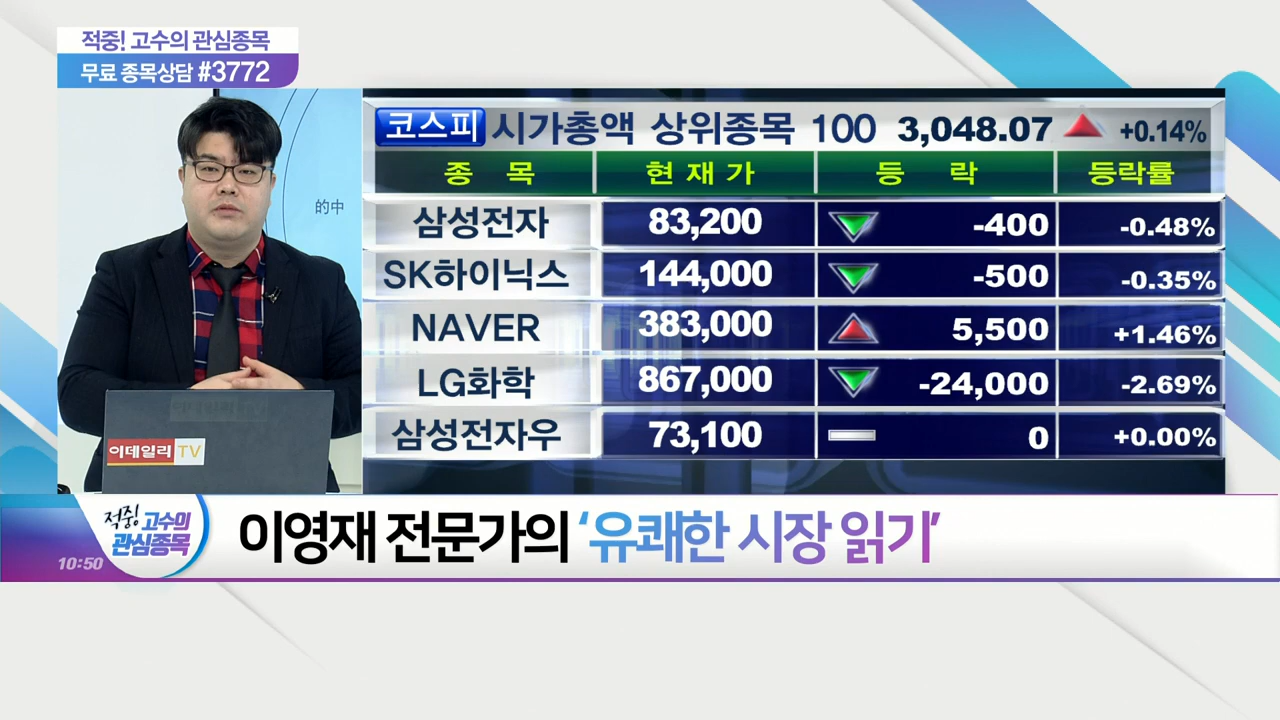 적중! 고수의 관심종목
무료 종목상담 #3772
的中
이데일리 TV
코스피 시가총액 상위종목 100 3,048.07 +0.14%
종 목 현재가 등 락 등락률
삼성전자 83,200 -400 -0.48%
SK하이닉스 144,000 -500 -0.35%
NAVER 383,000 5,500 +1.46%
LG화학 867,000 -24,000 -2.69%
삼성전자우 73,100 0 +0.00%
적중! 고수의
관심종목
10:50
이영재 전문가의 ‘유쾌한 시장 읽기’